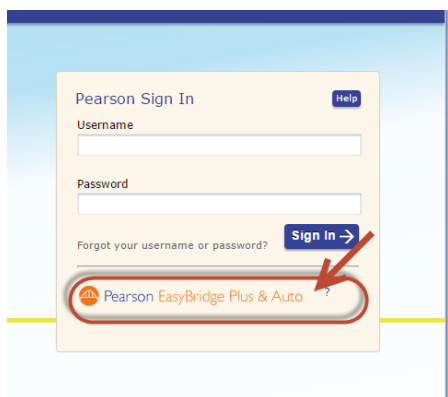 Pearson Sign In
Help
Username
Password
Forgot your username or password?
Sign In →
Pearson EasyBridge Plus & Auto ?